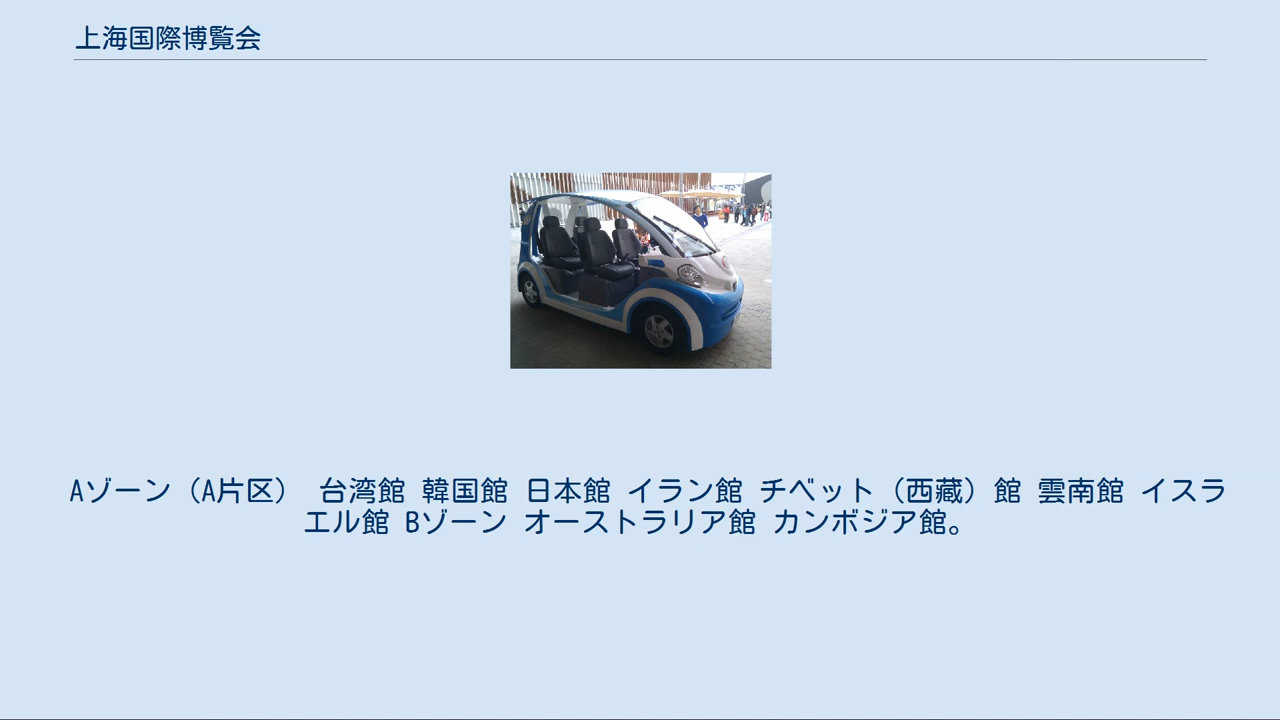 上海国際博覧会
Aゾーン（A片区） 台湾館 韓国館 日本館 イラン館 チベット（西藏）館 雲南館 イスラ
エル館 Bゾーン オーストラリア館 カンボジア館。